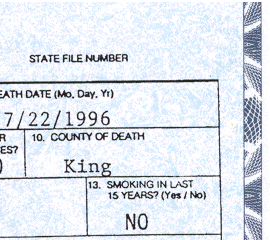 STATE FILE NUMBER
EATH DATE (Mo, Day, Yr)
7/22/1996
R
ES?
10. COUNTY OF DEATH
King
13. SMOKING IN LAST
15 YEARS? (Yes / No)
NO